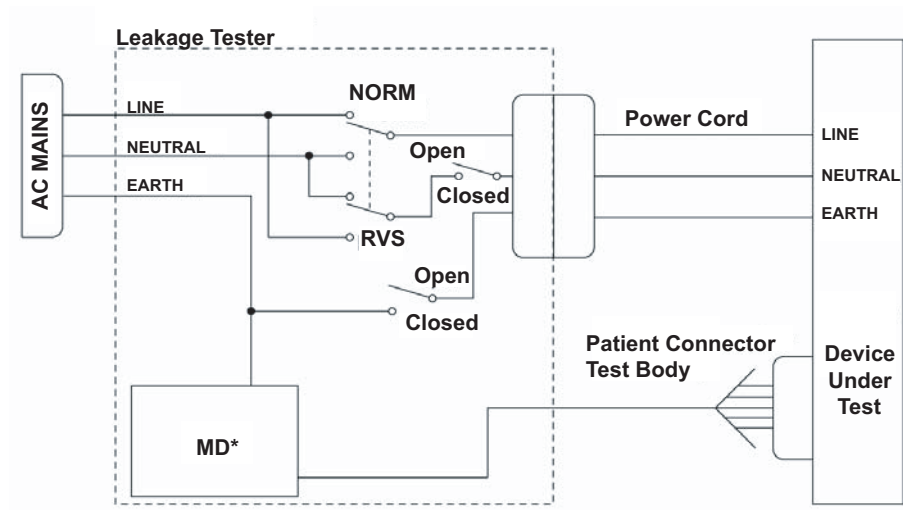 Leakage Tester
AC MAINS
LINE
NEUTRAL
EARTH
NORM
RVS
Open
Closed
Open
Closed
MD*
Power Cord
LINE
NEUTRAL
EARTH
Patient Connector
Test Body
Device
Under
Test